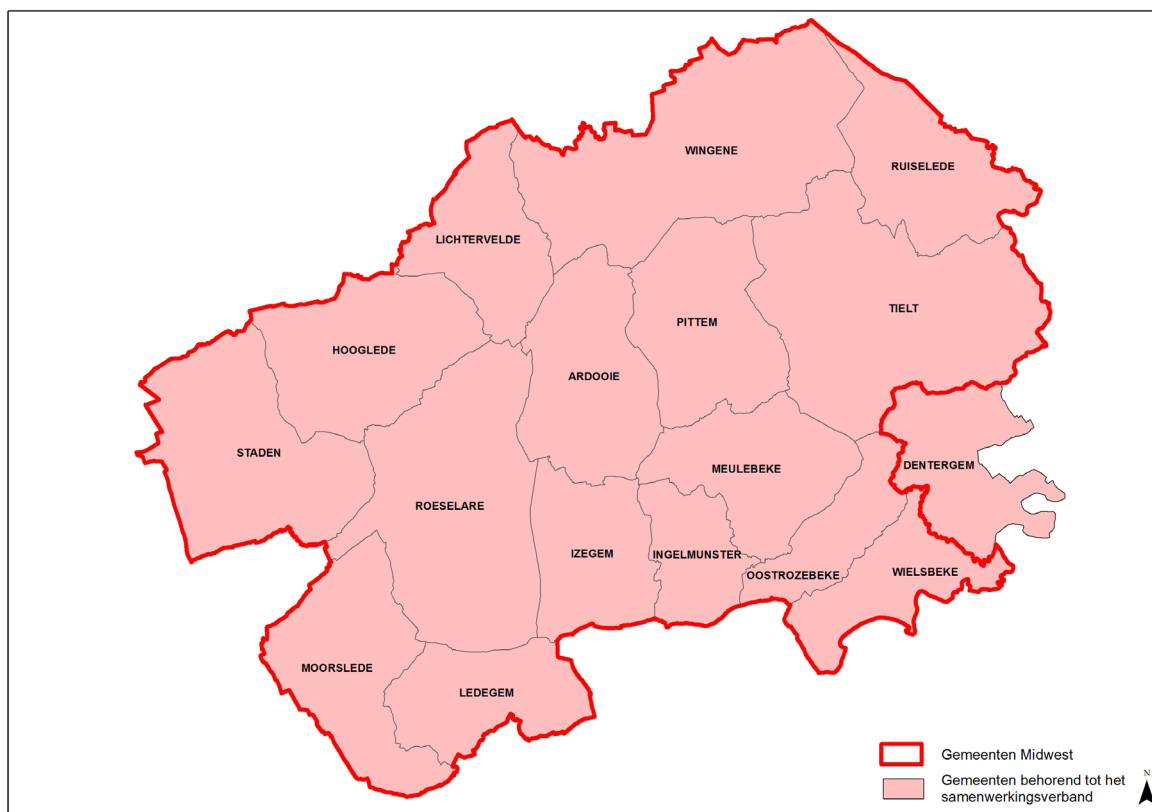 WINGENE
RUISELEDE
LICHTERVELDE
TIELT
PITTEM
HOOGLEDE
ARDOOIE
STADEN
DENTERGEM
MEULEBEKE
ROESELARE
IZEGEM
INGELMUNSTER
OOSTROZEBEKE
WIELSBEKE
MOORSLEDE
LEDEGEM
Gemeenten Midwest
Gemeenten behorend tot het
samenwerkingsverband
N